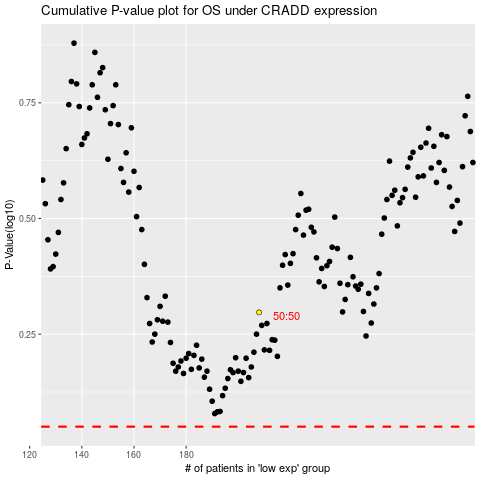 Cumulative P-value plot for OS under CRADD expression
P-Value(log10)
0.75
0.50
0.25
50:50
120 140 160 180
# of patients in 'low exp' group